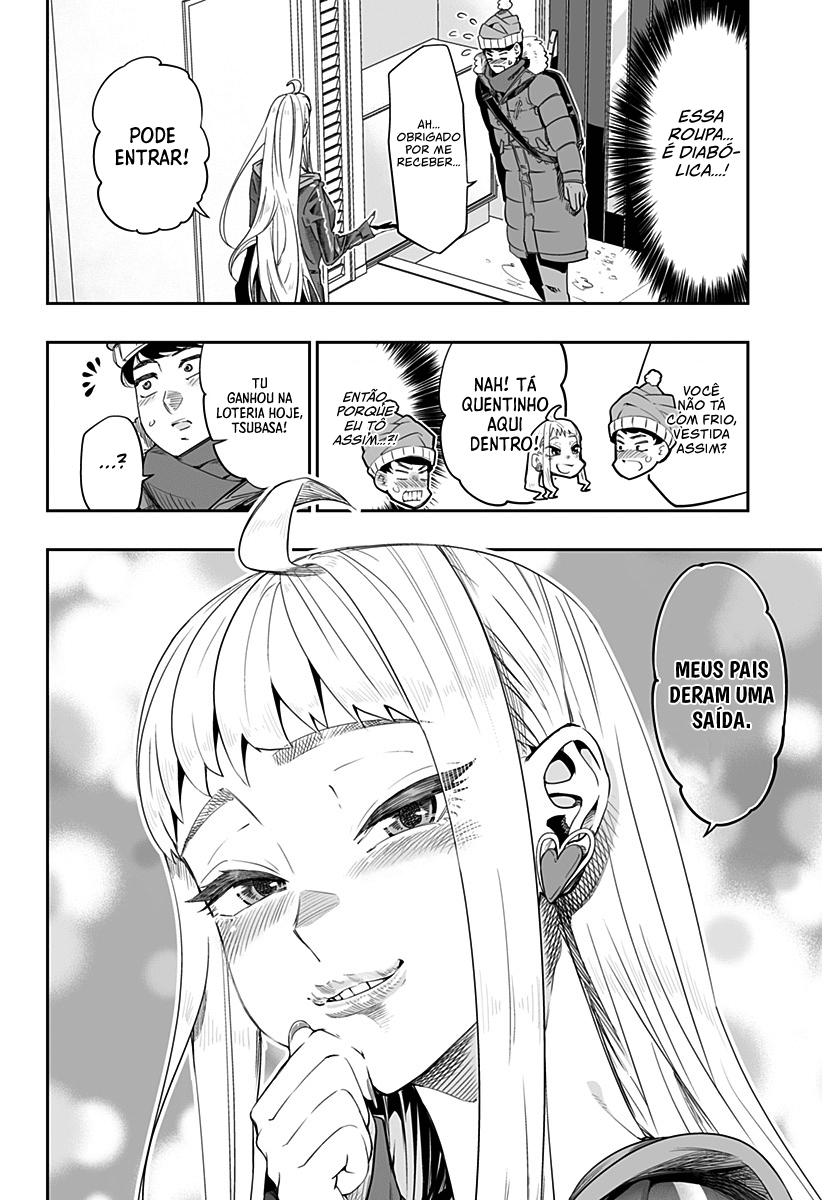 ESSA
ROUPA...
É DIABÓ-
LICA...!
AH...
OBRIGADO
POR ME
RECEBER...
PODE
ENTRAR!
VOCÊ
NÃO TÁ
COM FRIO,
VESTIDA
ASSIM?
NAH! TÁ
QUENTINHO
AQUI
DENTRO!
ENTÃO
PORQUE
EU TÔ
ASSIM...?!
TU
GANHOU NA
LOTERIA HOJE,
TSUBASA!
...?
MEUS PAIS
DERAM UMA
SAÍDA.